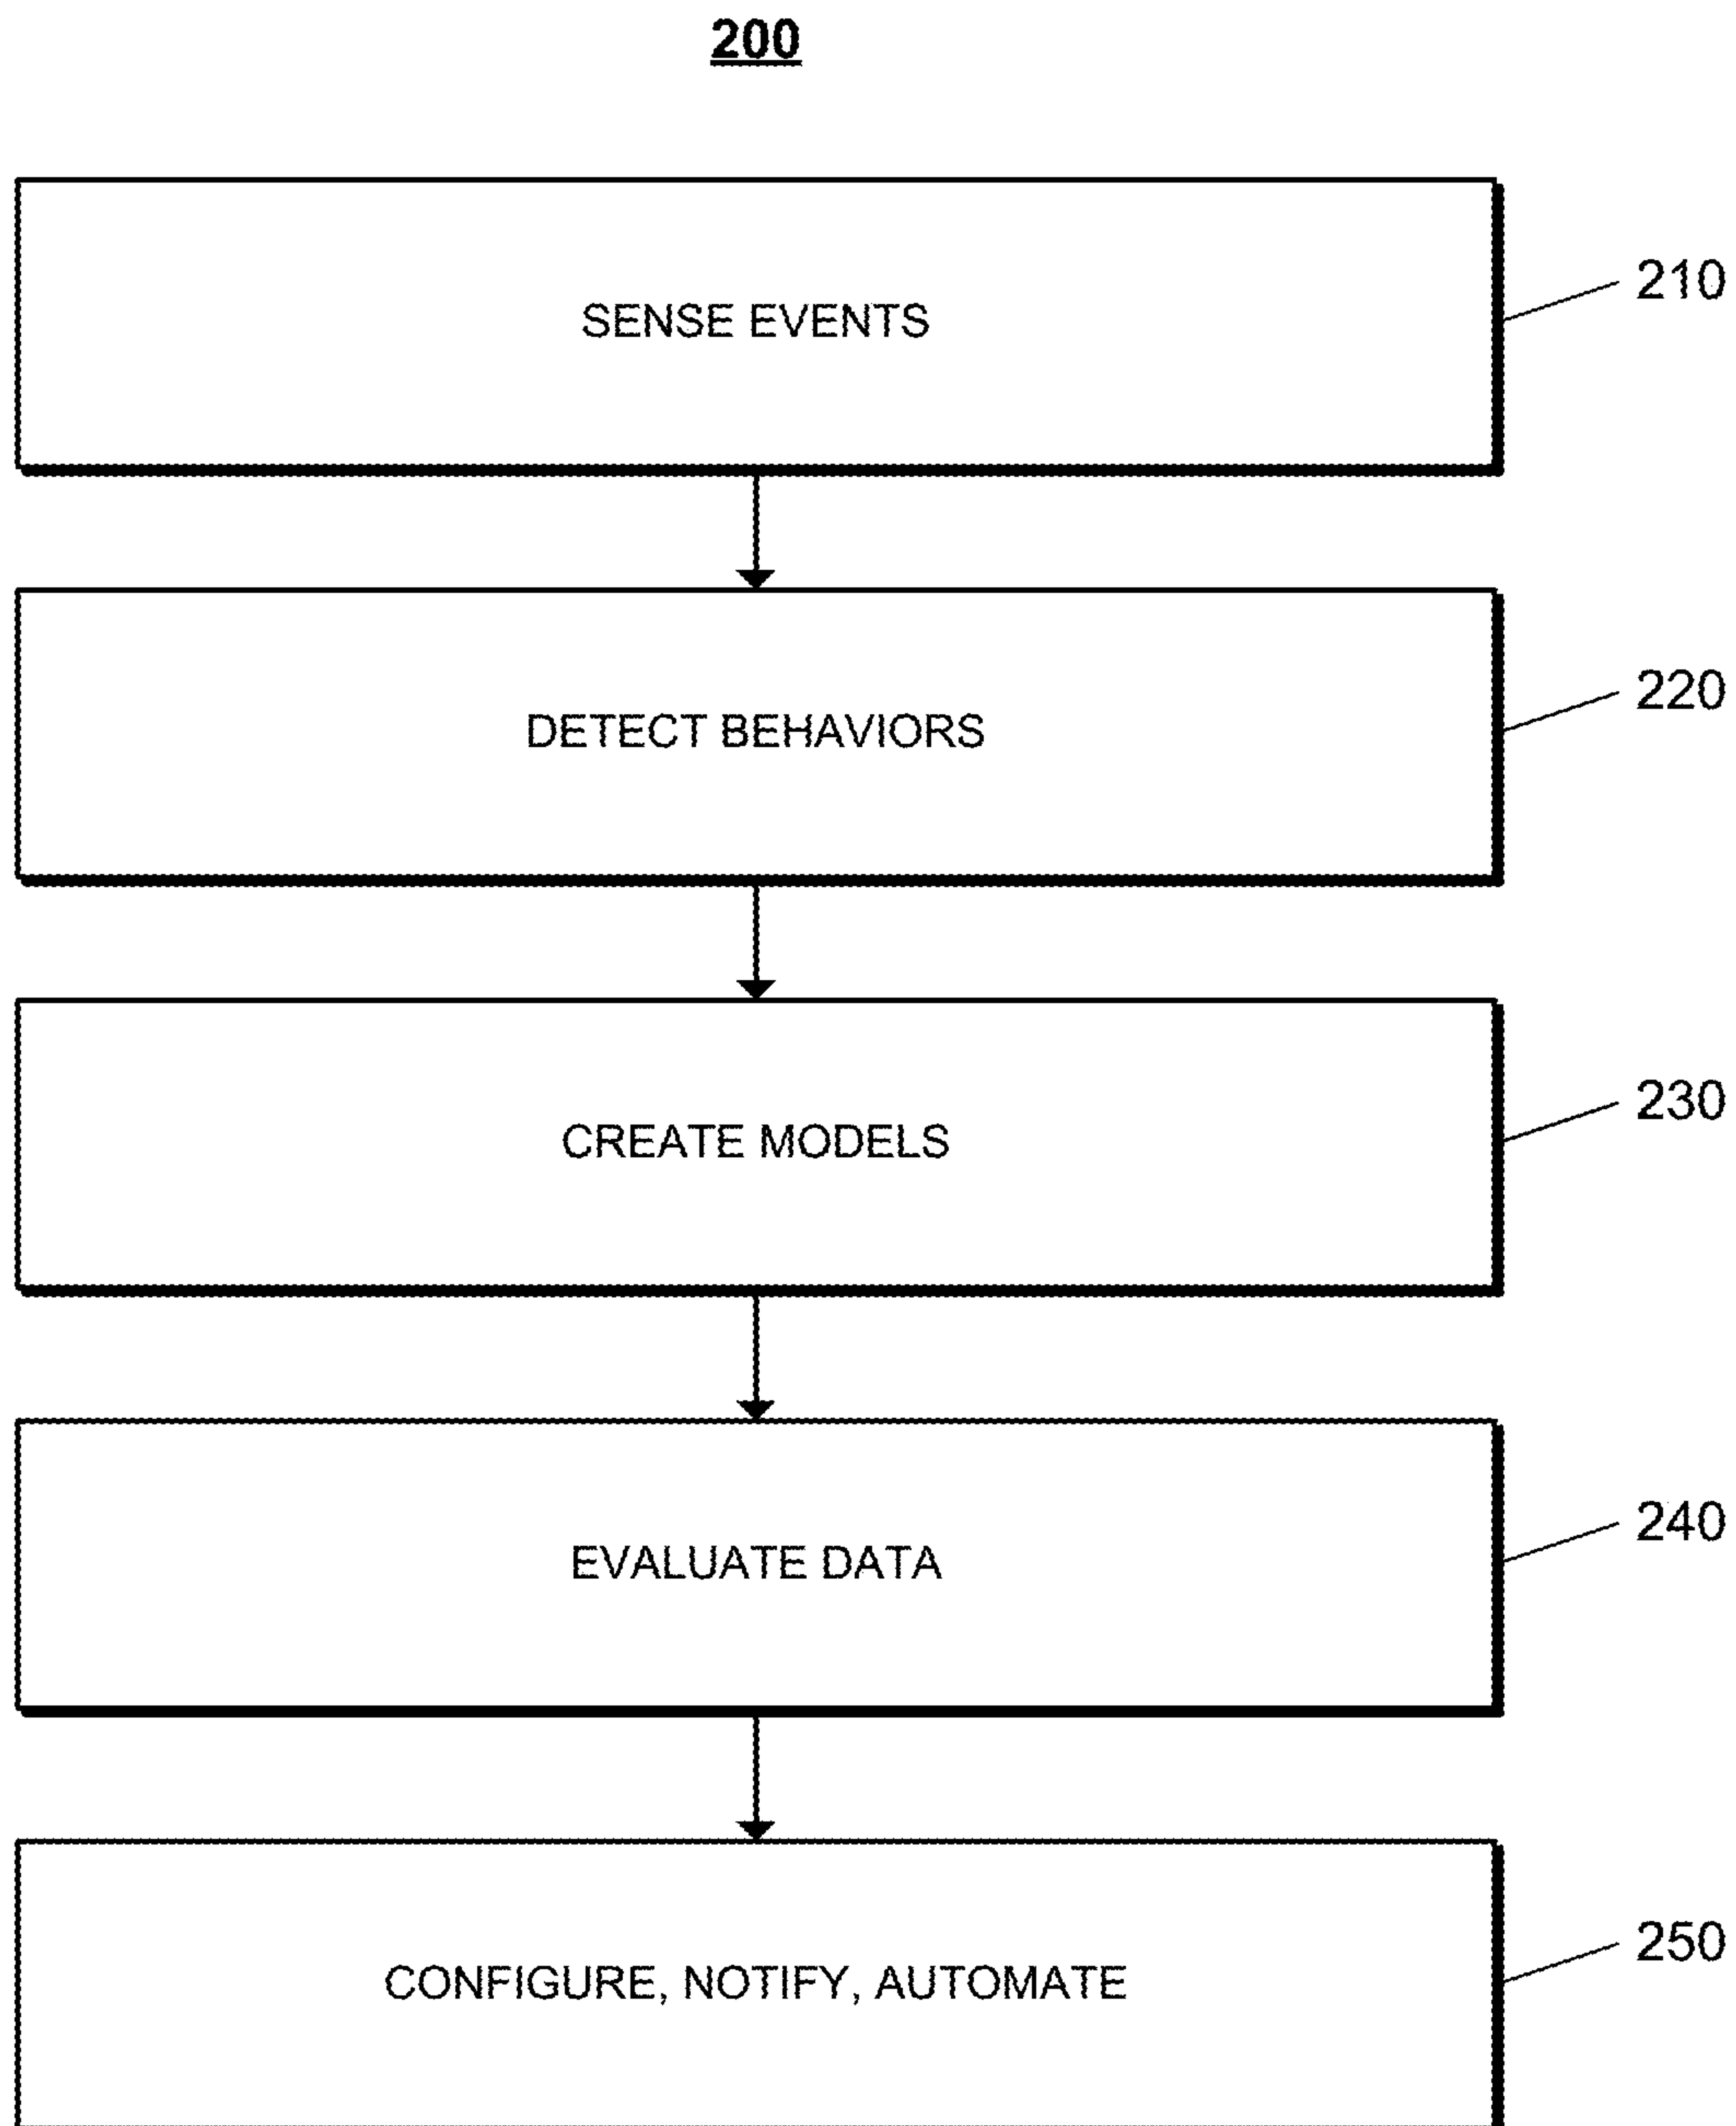 200
SENSE EVENTS
210
DETECT BEHAVIORS
220
CREATE MODELS
230
EVALUATE DATA
240
CONFIGURE, NOTIFY, AUTOMATE
250